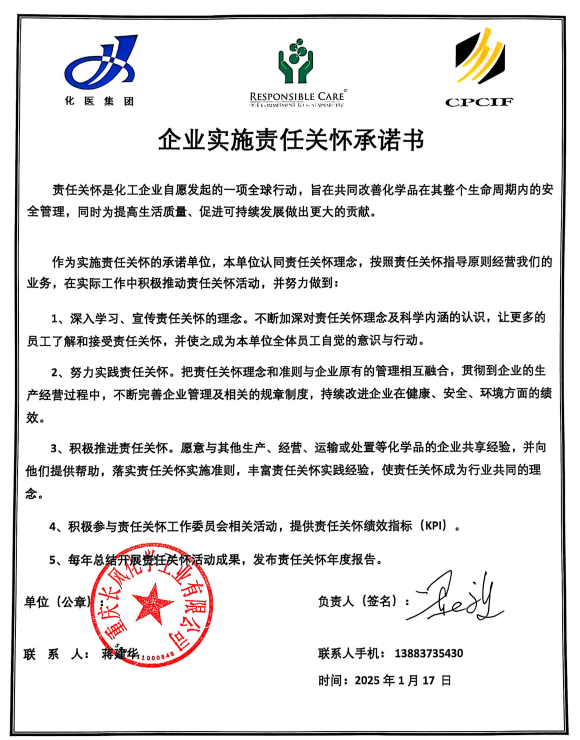 化医集团
RESPONSIBLE CARE®
CPCIF
企业实施责任关怀承诺书
责任关怀是化工企业自愿发起的一项全球行动，旨在共同改善化学品在其整个生命周期内的安
全管理，同时为提高生活质量、促进可持续发展做出更大的贡献。
作为实施责任关怀的承诺单位，本单位认同责任关怀理念，按照责任关怀指导原则经营我们的
业务，在实际工作中积极推动责任关怀活动，并努力做到：
1、深入学习、宣传责任关怀的理念。不断加深对责任关怀理念及科学内涵的认识，让更多的
员工了解和接受责任关怀，并使之成为本单位全体员工自觉的意识与行动。
2、努力实践责任关怀。把责任关怀理念和准则与企业原有的管理相互融合，贯彻到企业的生
产经营过程中，不断完善企业管理及相关的规章制度，持续改进企业在健康、安全、环境方面的绩
效。
3、积极推进责任关怀。愿意与其他生产、经营、运输或处置等化学品的企业共享经验，并向
他们提供帮助，落实责任关怀实施准则，丰富责任关怀实践经验，使责任关怀成为行业共同的理
念。
4、积极参与责任关怀工作委员会相关活动，提供责任关怀绩效指标（KPI）。
5、每年总结开展责任关怀活动成果，发布责任关怀年度报告。
单位（公章）：
重庆长风化学工业有限公司
负责人（签名）：
联 系 人： 蒋建华
联系人手机： 13883735430
时间：2025 年 1 月 17 日